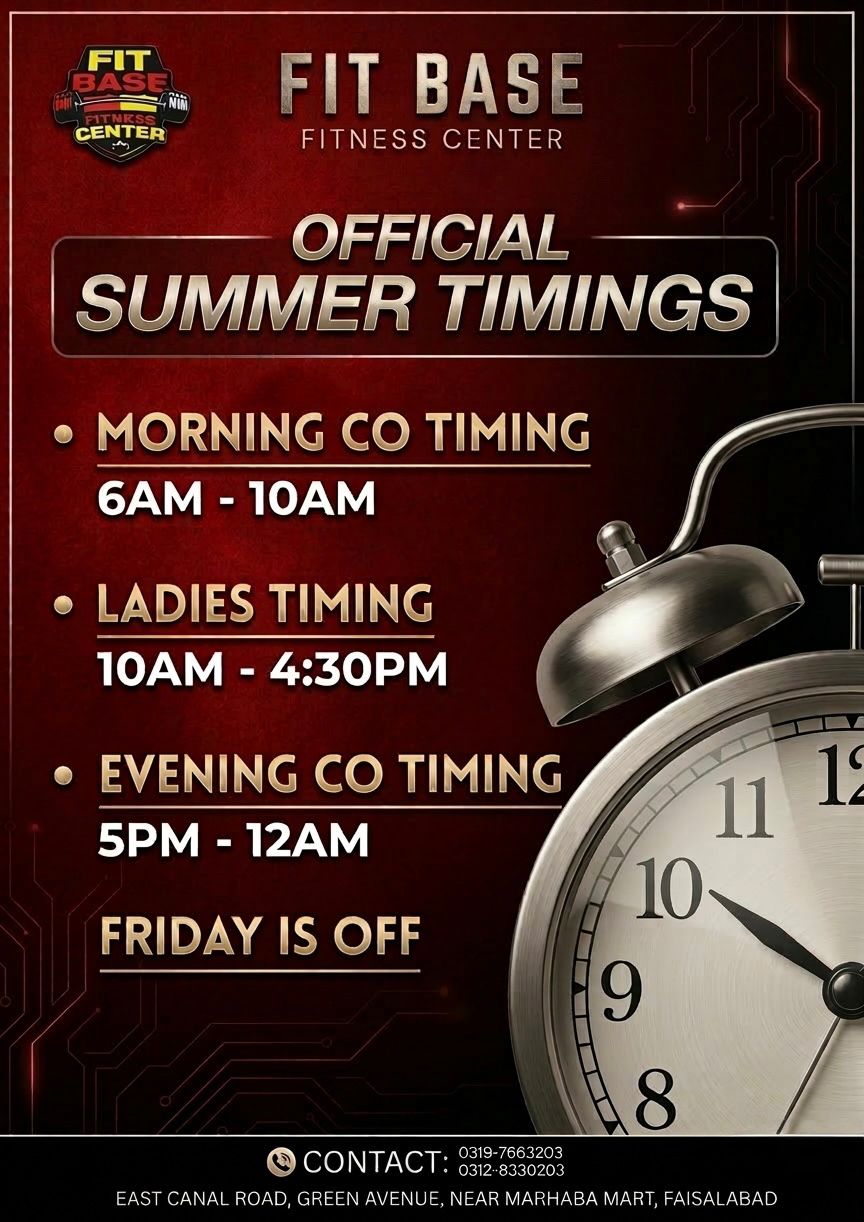 FIT
BASE
FITNESS
CENTER
FIT BASE
FITNESS CENTER
OFFICIAL
SUMMER TIMINGS
• MORNING CO TIMING
6AM - 10AM
• LADIES TIMING
10AM - 4:30PM
• EVENING CO TIMING
5PM - 12AM
FRIDAY IS OFF
12
11
10
9
8
CONTACT: 0319-7663203
0312-8330203
EAST CANAL ROAD, GREEN AVENUE, NEAR MARHABA MART, FAISALABAD